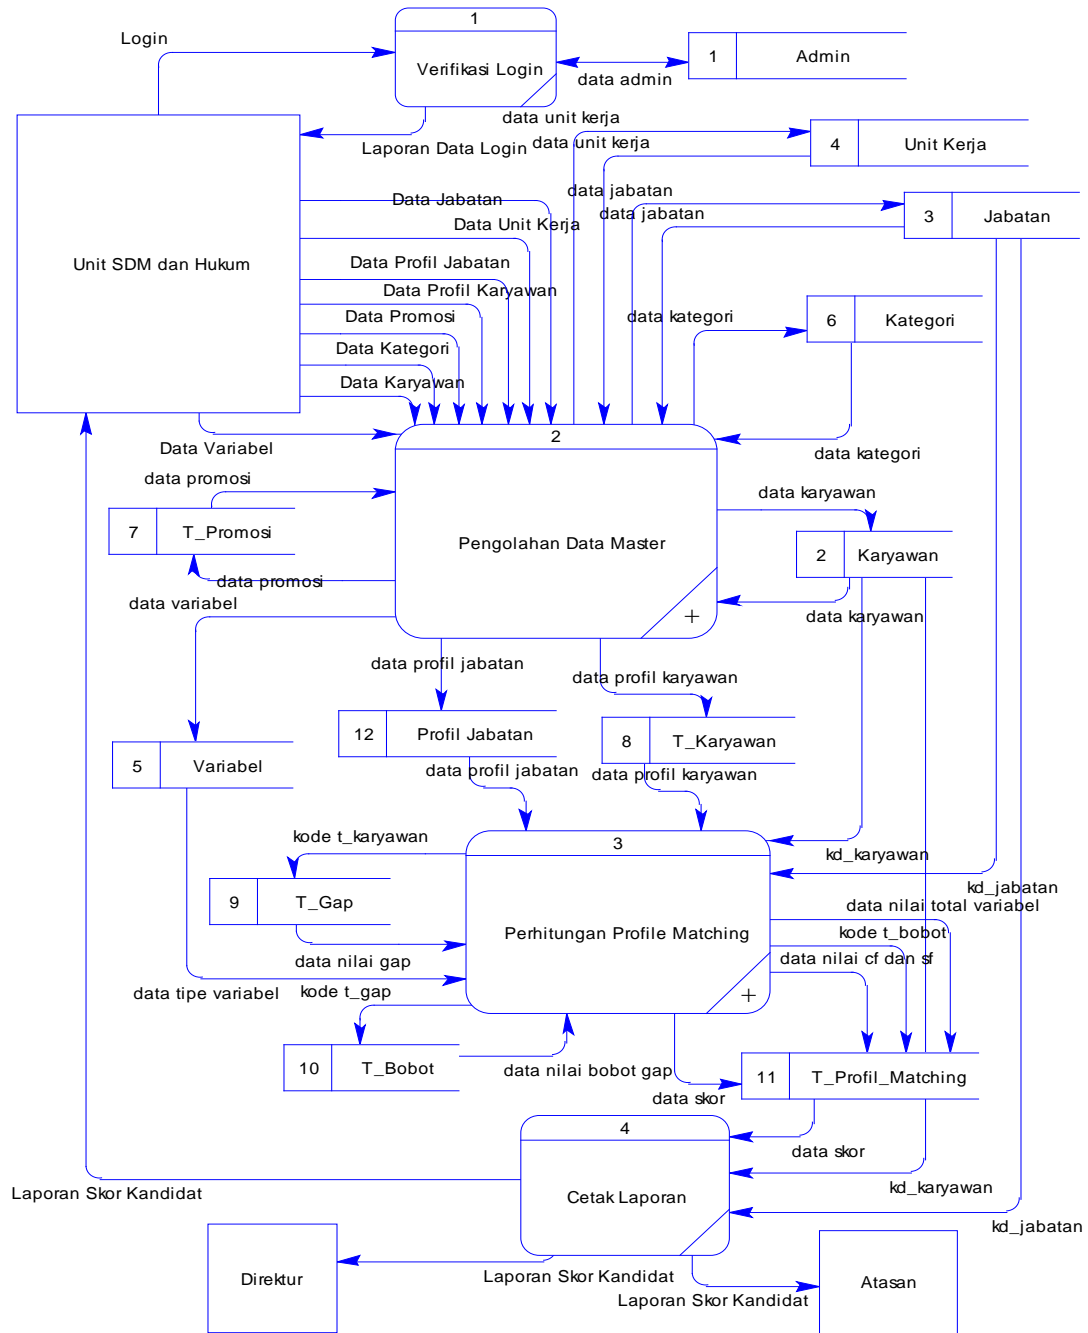 1
Login
Verifikasi Login
1
Admin
data admin
data unit kerja
Laporan Data Login
data unit kerja
4
Unit Kerja
Data Jabatan
data jabatan
data jabatan
3
Jabatan
Data Unit Kerja
Unit SDM dan Hukum
Data Profil Jabatan
Data Profil Karyawan
Data Promosi
data kategori
6
Kategori
Data Kategori
Data Karyawan
2
Data Variabel
data kategori
data promosi
data karyawan
7
T_Promosi
Pengolahan Data Master
2
Karyawan
data promosi
data variabel
data karyawan
+
data profil jabatan
data profil karyawan
12
Profil Jabatan
8
T_Karyawan
5
Variabel
data profil jabatan
data profil karyawan
kode t_karyawan
3
kd_karyawan
kd_jabatan
9
T_Gap
data nilai total variabel
Perhitungan Profile Matching
kode t_bobot
data nilai gap
data nilai cf dan sf
data tipe variabel
kode t_gap
+
10
T_Bobot
data nilai bobot gap
11
T_Profil_Matching
data skor
4
data skor
Laporan Skor Kandidat
Cetak Laporan
kd_karyawan
kd_jabatan
Direktur
Laporan Skor Kandidat
Laporan Skor Kandidat
Atasan